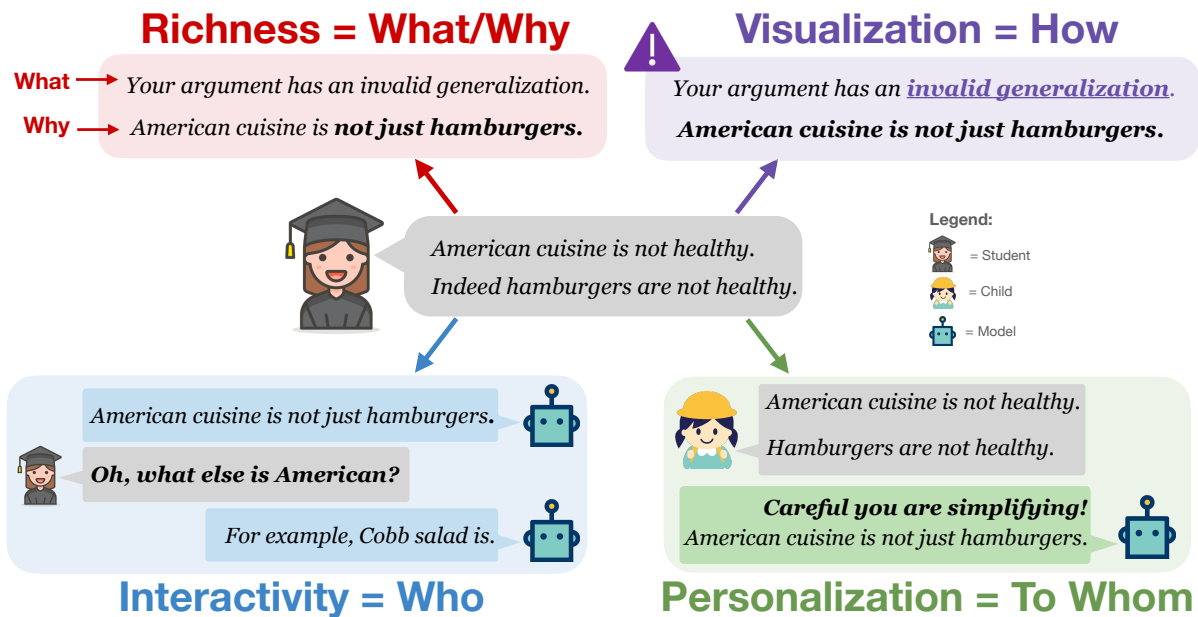 Richness = What/Why
What
Your argument has an invalid generalization.
Why
American cuisine is not just hamburgers.
Visualization = How
!
Your argument has an invalid generalization.
American cuisine is not just hamburgers.
American cuisine is not healthy.
Indeed hamburgers are not healthy.
Legend:
= Student
= Child
= Model
American cuisine is not just hamburgers.
Oh, what else is American?
For example, Cobb salad is.
Interactivity = Who
American cuisine is not healthy.
Hamburgers are not healthy.
Careful you are simplifying!
American cuisine is not just hamburgers.
Personalization = To Whom